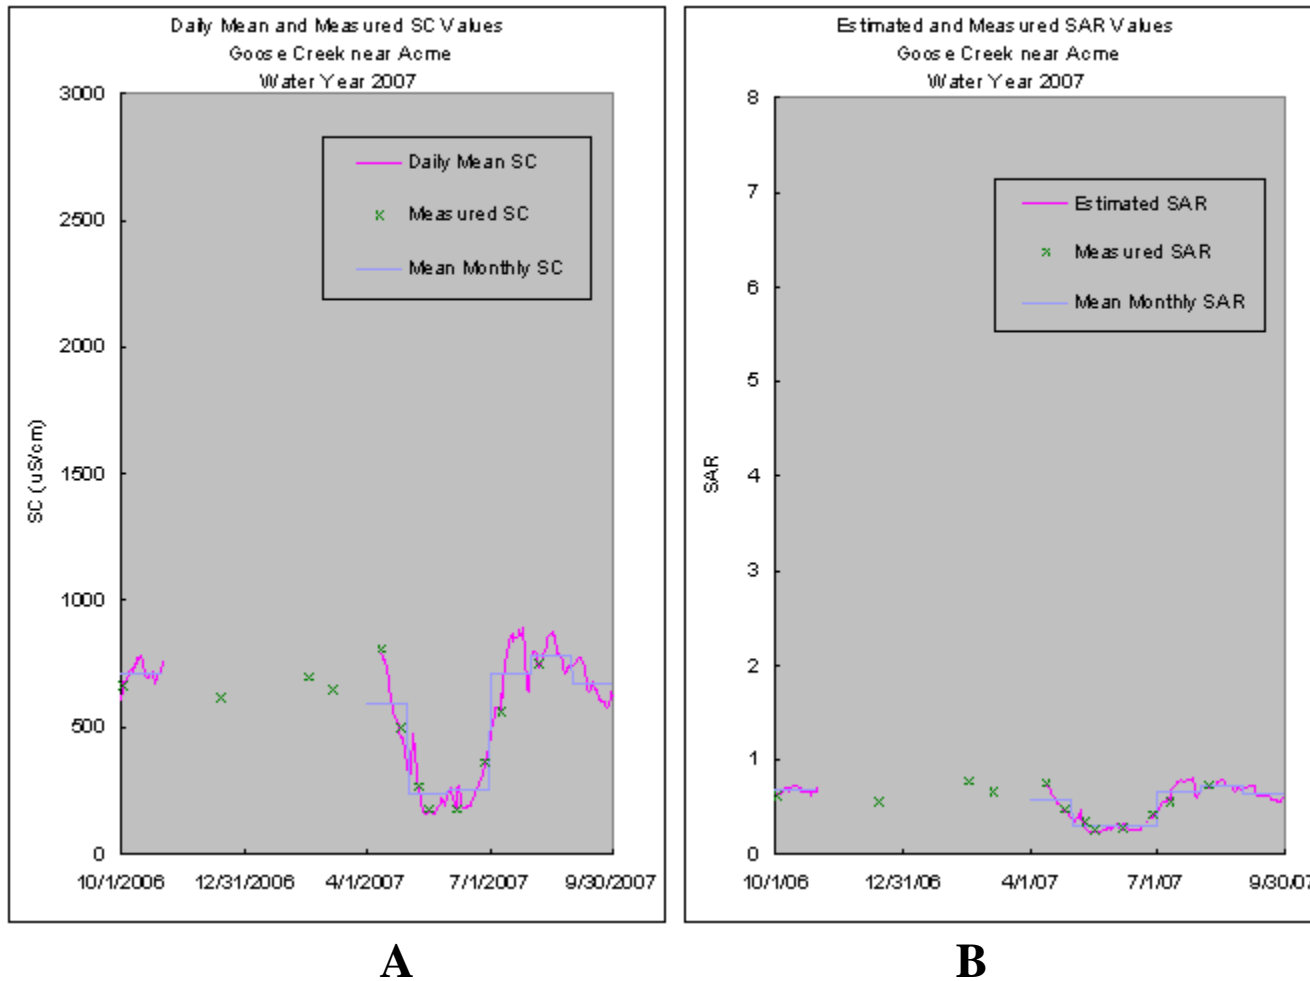 Daily Mean and Measured SC Values
Goose Creek near Acme
Water Year 2007
3000
2500
2000
1500
1000
500
0
SC (uS/cm)
Daily Mean SC
Measured SC
Mean Monthly SC
10/1/2006 12/31/2006 4/1/2007 7/1/2007 9/30/2007
A
Estimated and Measured SAR Values
Goose Creek near Acme
Water Year 2007
8
7
6
5
4
3
2
1
0
SAR
Estimated SAR
Measured SAR
Mean Monthly SAR
10/1/06 12/31/06 4/1/07 7/1/07 9/30/07
B